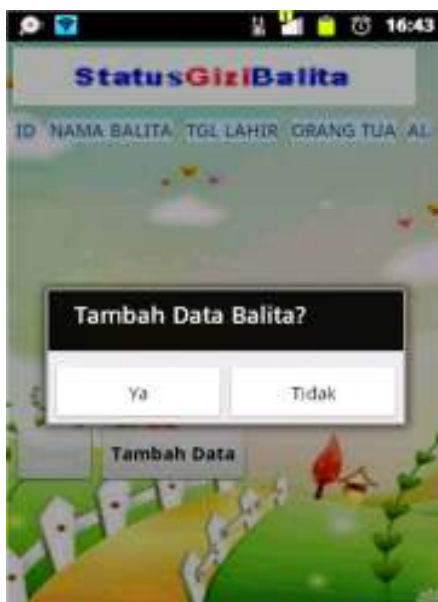 16:43
StatusGiziBalita
ID NAMA BALITA TGL LAHIR ORANG TUA AL
Tambah Data Balita?
Ya Tidak
Tambah Data